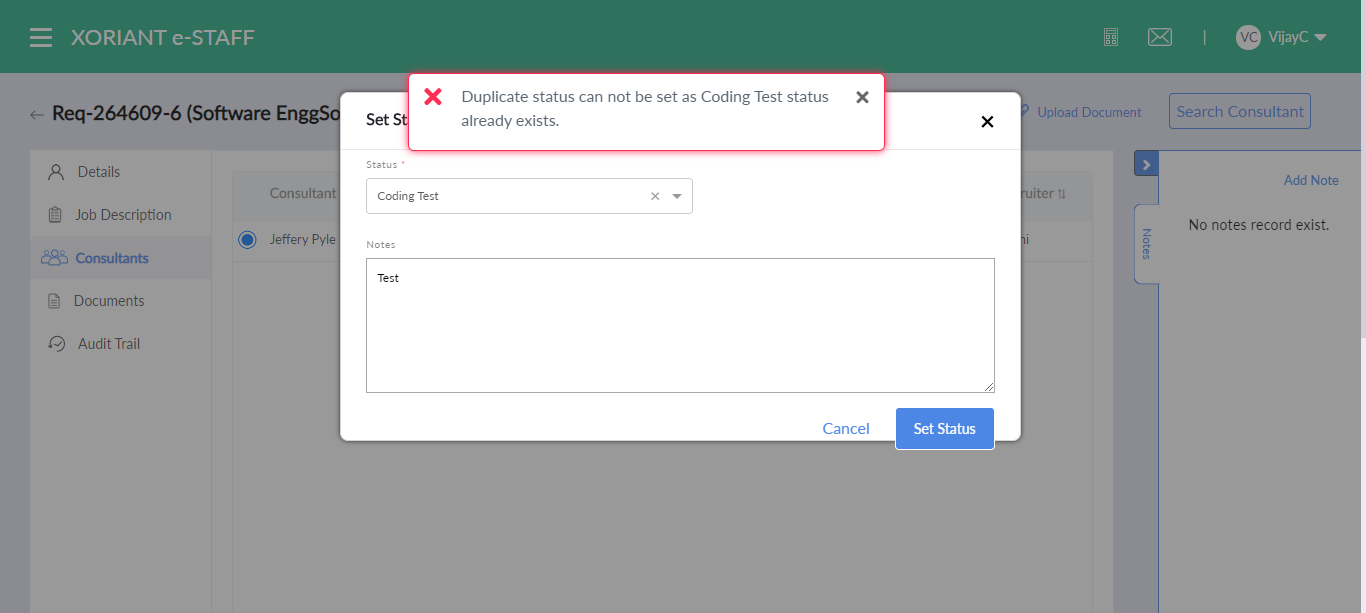 XORIANT e-STAFF
|
VC VijayC
Duplicate status can not be set as Coding Test status
already exists.
← Req-264609-6 (Software EnggSo
Set St
Upload Document
Search Consultant
Status *
Coding Test
Notes
Test
Cancel
Set Status
Details
Job Description
Consultants
Documents
Audit Trail
Consultant
Jeffery Pyle
ruiter
ni
Add Note
Notes
No notes record exist.